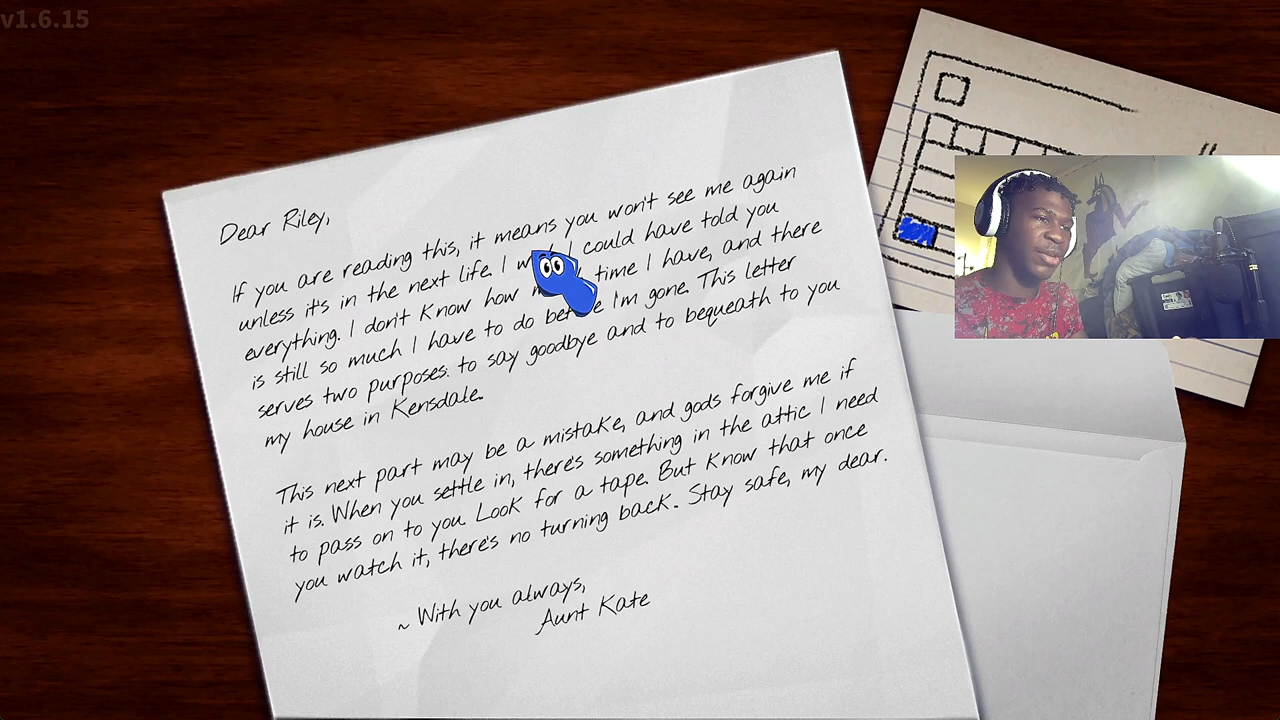 v1.6.15
Dear Riley,
If you are reading this, it means you won't see me again
unless it's in the next life. I I could have told you
everything. I don't know how time I have, and there
is still so much I have to do I'm gone. This letter
serves two purposes: to say goodbye and to bequeath to you
my house in Kensdale.
This next part may be a mistake, and gods forgive me if
it is. When you settle in, there's something in the attic I need
to pass on to you. Look for a tape. But know that once
you watch it, there's no turning back. Stay safe, my dear.
~ With you always,
Aunt Kate